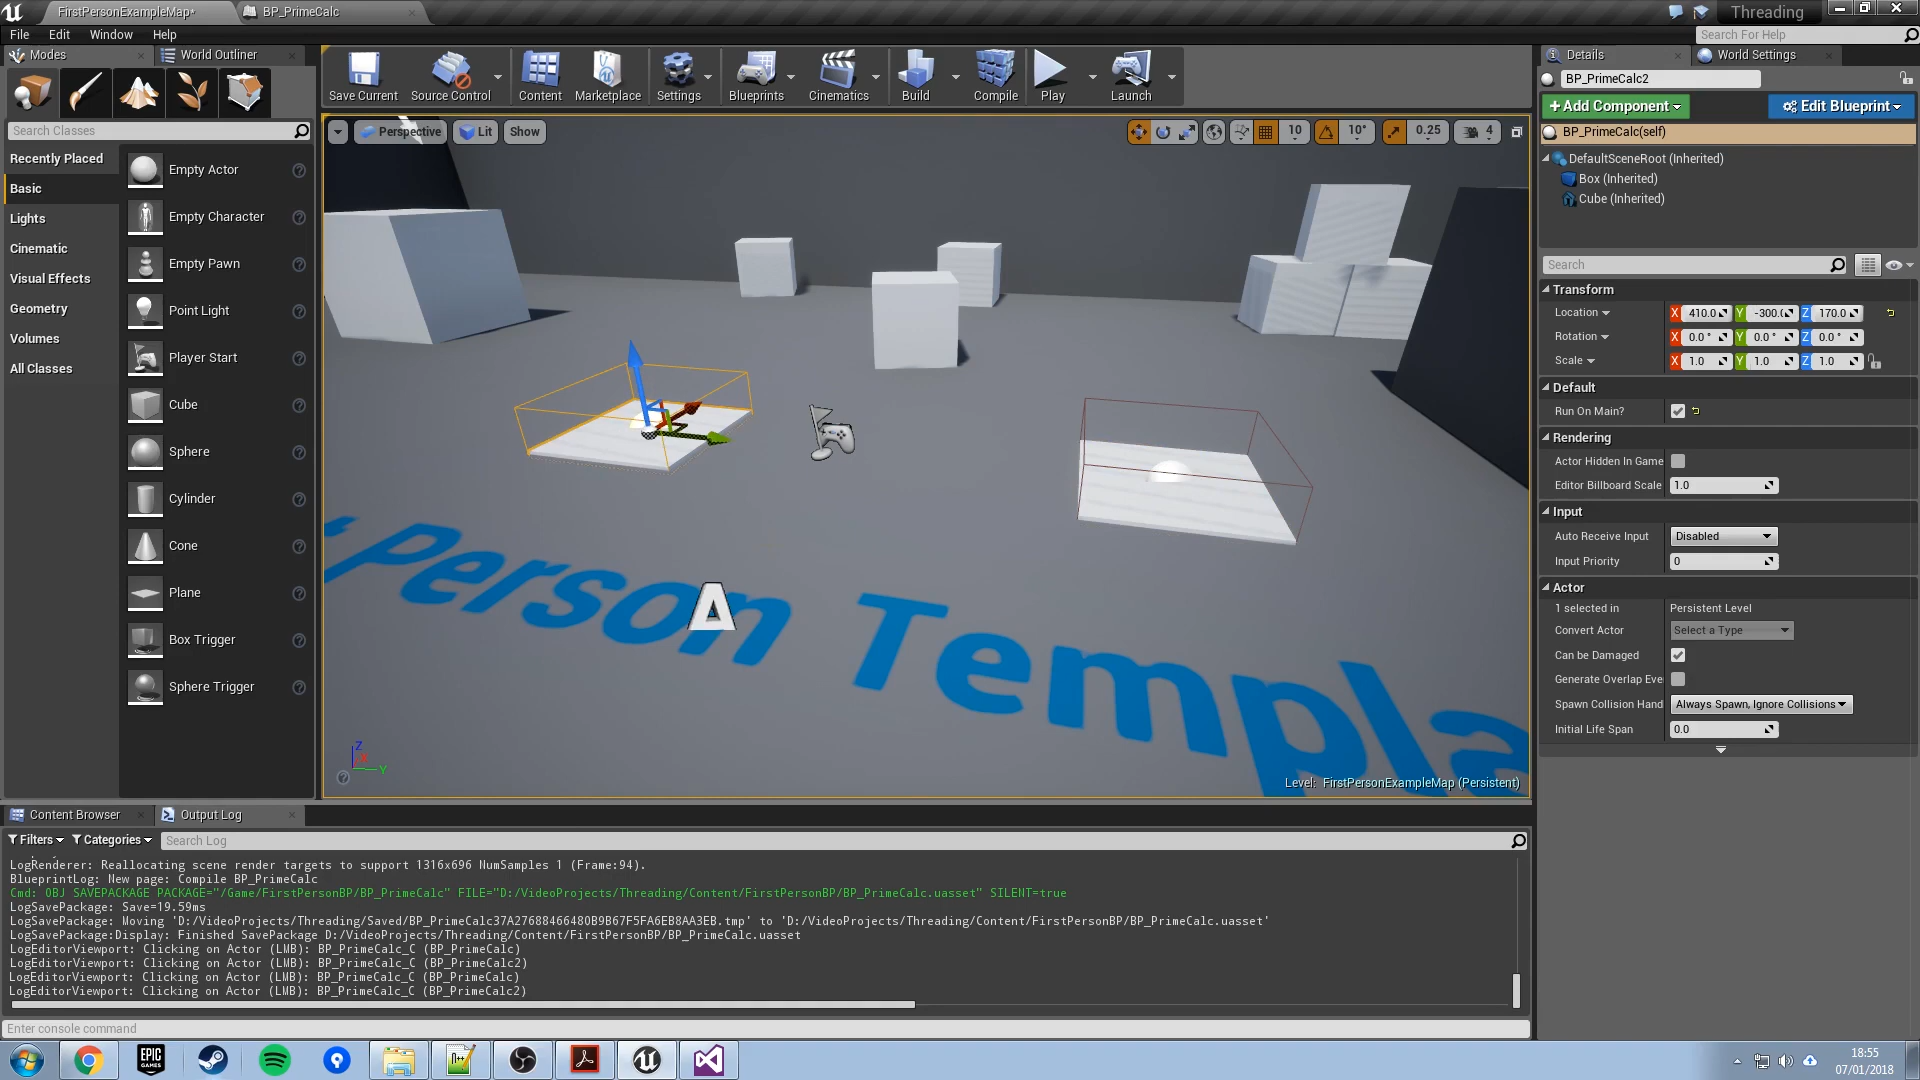 FirstPersonExampleMap*
BP_PrimeCalc
Threading
File Edit Window Help
Search For Help
Modes
World Outliner
Save Current
Source Control
Content
Marketplace
Settings
Blueprints
Cinematics
Build
Compile
Play
Launch
Details
World Settings
BP_PrimeCalc2
+Add Component
Edit Blueprint
BP_PrimeCalc(self)
DefaultSceneRoot (Inherited)
Box (Inherited)
Cube (Inherited)
Search Classes
Recently Placed
Basic
Lights
Cinematic
Visual Effects
Geometry
Volumes
All Classes
Empty Actor
Empty Character
Empty Pawn
Point Light
Player Start
Cube
Sphere
Cylinder
Cone
Plane
Box Trigger
Sphere Trigger
Perspective
Lit
Show
10
10°
0.25
4
Person Templa
A
Z
Y
Level: FirstPersonExampleMap (Persistent)
Search
Transform
Location X 410.0 Y -300.( Z 170.0
Rotation X 0.0 ° Y 0.0 ° Z 0.0 °
Scale X 1.0 Y 1.0 Z 1.0
Default
Run On Main?
Rendering
Actor Hidden In Game
Editor Billboard Scale 1.0
Input
Auto Receive Input Disabled
Input Priority 0
Actor
1 selected in Persistent Level
Convert Actor Select a Type
Can be Damaged
Generate Overlap Eve
Spawn Collision Hand Always Spawn, Ignore Collisions
Initial Life Span 0.0
Content Browser
Output Log
Filters
Categories
Search Log
LogRenderer: Reallocating scene render targets to support 1316x696 NumSamples 1 (Frame:94).
BlueprintLog: New page: Compile BP_PrimeCalc
Cmd: OBJ SAVEPACKAGE PACKAGE="/Game/FirstPersonBP/BP_PrimeCalc" FILE="D:/VideoProjects/Threading/Content/FirstPersonBP/BP_PrimeCalc.uasset" SILENT=true
LogSavePackage: Save=19.59ms
LogSavePackage: Moving 'D:/VideoProjects/Threading/Saved/BP_PrimeCalc37A27688466480B9B67F5FA6EB8AA3EB.tmp' to 'D:/VideoProjects/Threading/Content/FirstPersonBP/BP_PrimeCalc.uasset'
LogSavePackage:Display: Finished SavePackage D:/VideoProjects/Threading/Content/FirstPersonBP/BP_PrimeCalc.uasset
LogEditorViewport: Clicking on Actor (LMB): BP_PrimeCalc_C (BP_PrimeCalc)
LogEditorViewport: Clicking on Actor (LMB): BP_PrimeCalc_C (BP_PrimeCalc2)
LogEditorViewport: Clicking on Actor (LMB): BP_PrimeCalc_C (BP_PrimeCalc)
LogEditorViewport: Clicking on Actor (LMB): BP_PrimeCalc_C (BP_PrimeCalc2)
Enter console command
EPIC GAMES
18:55
07/01/2018